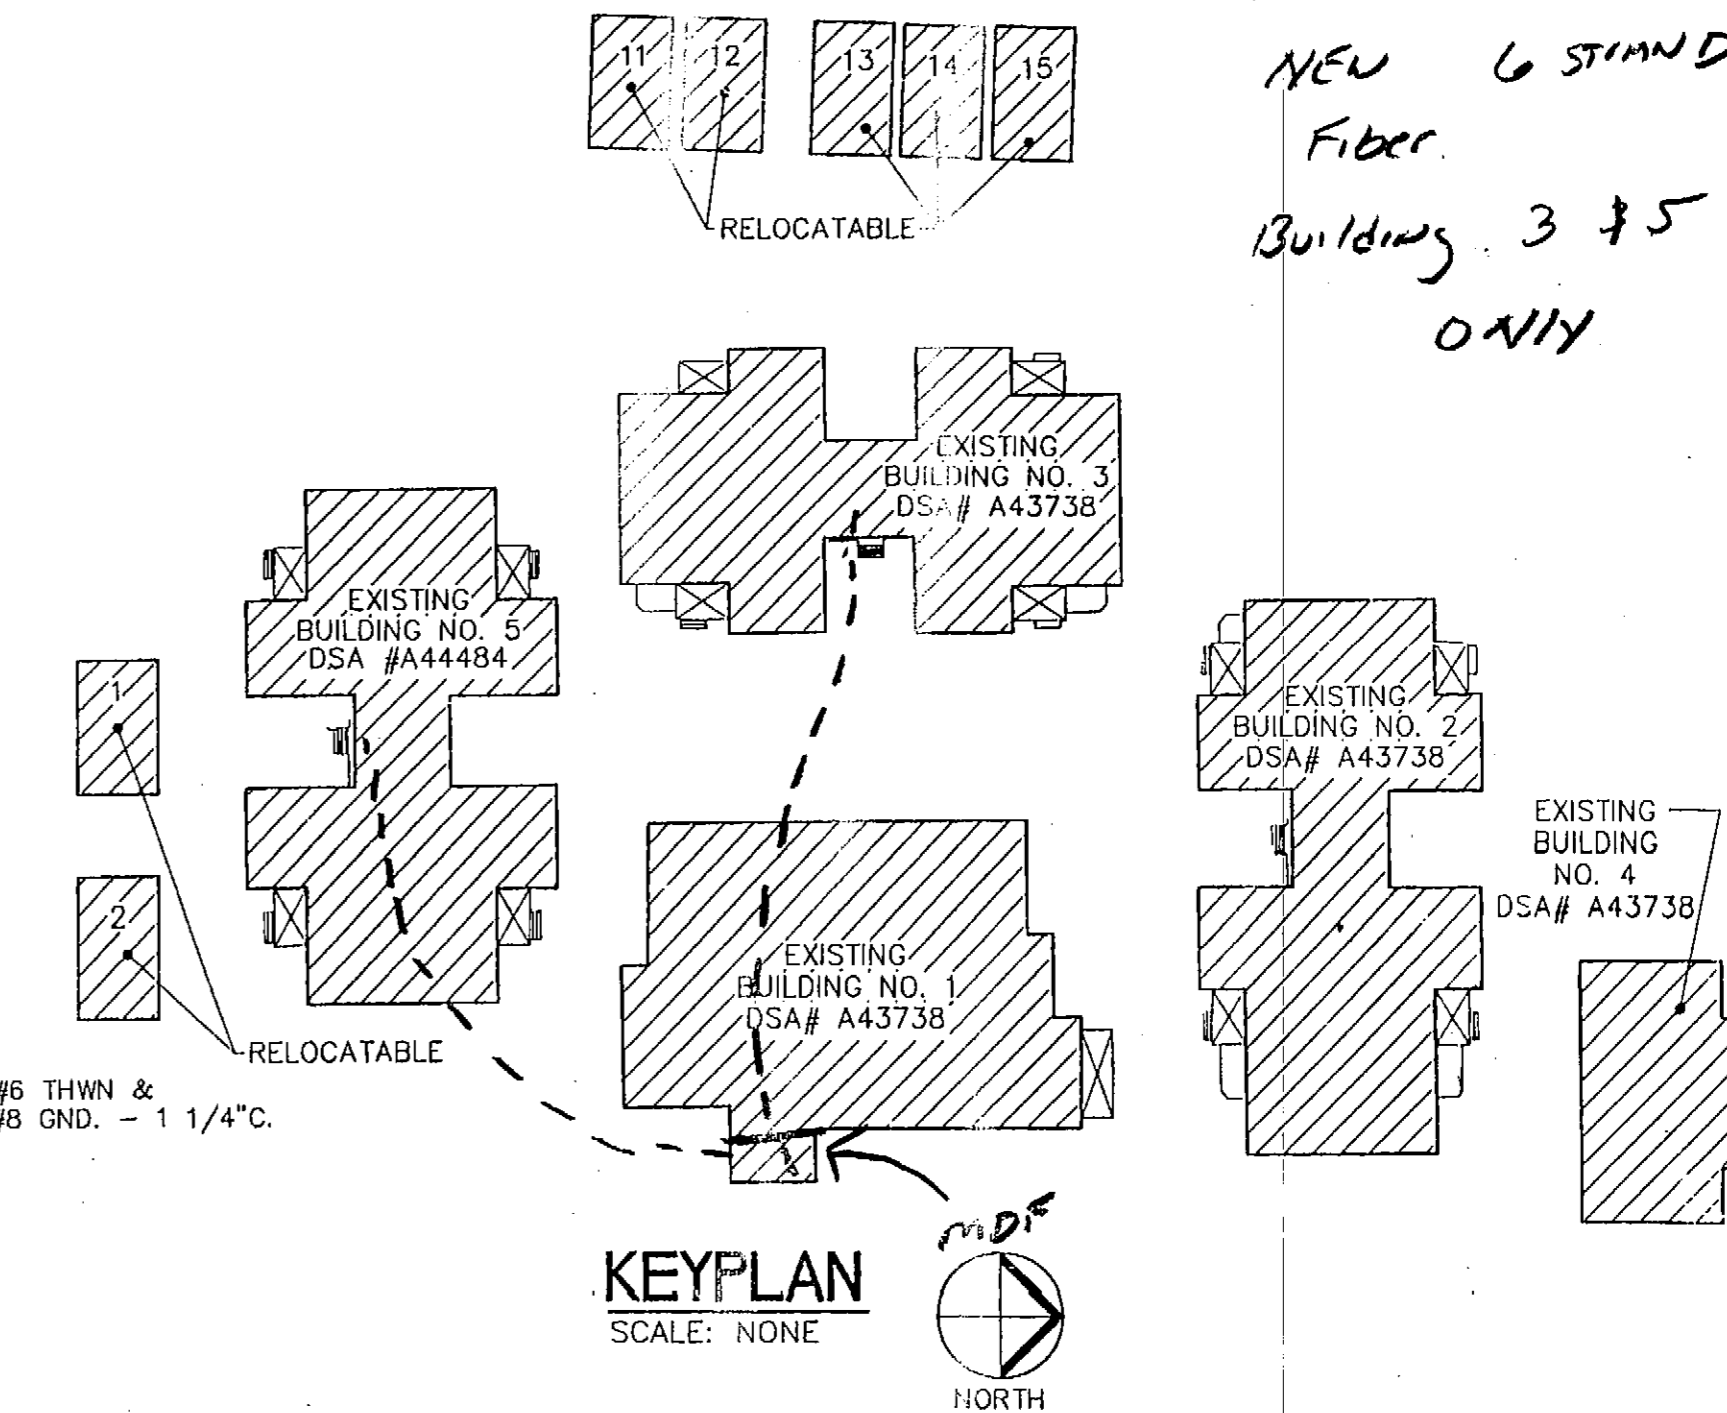 11
12
13
14
15
RELOCATABLE
NEW 6 STRAND
Fiber.
Building. 3 & 5
ONLY
EXISTING
BUILDING NO. 3
DSA# A43738
EXISTING
BUILDING NO. 5
DSA #A44484
1
2
RELOCATABLE
#6 THWN &
#8 GND. – 1 1/4"C.
EXISTING
BUILDING NO. 1
DSA# A43738
EXISTING
BUILDING NO. 2
DSA# A43738
EXISTING
BUILDING
NO. 4
DSA# A43738
MDF
KEYPLAN
SCALE: NONE
NORTH